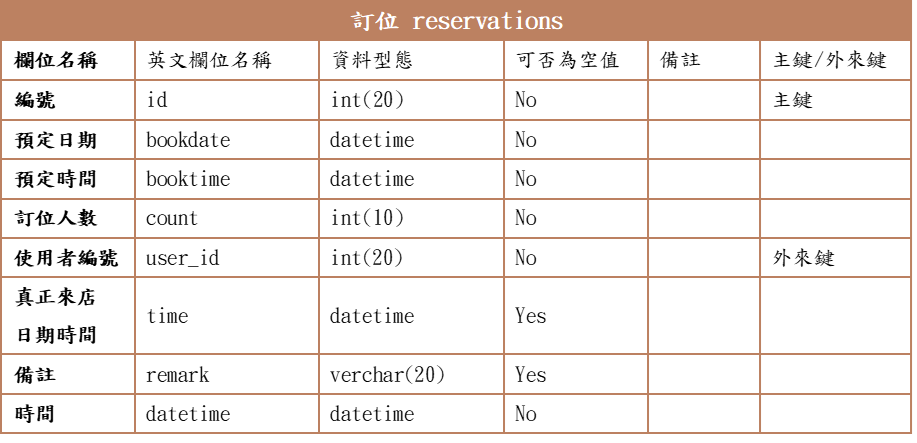 訂位 reservations
欄位名稱 英文欄位名稱 資料型態 可否為空值 備註 主鍵/外來鍵
編號 id int(20) No 主鍵
預定日期 bookdate datetime No
預定時間 booktime datetime No
訂位人數 count int(10) No
使用者編號 user_id int(20) No 外來鍵
真正來店
日期時間 time datetime Yes
備註 remark verchar(20) Yes
時間 datetime datetime No